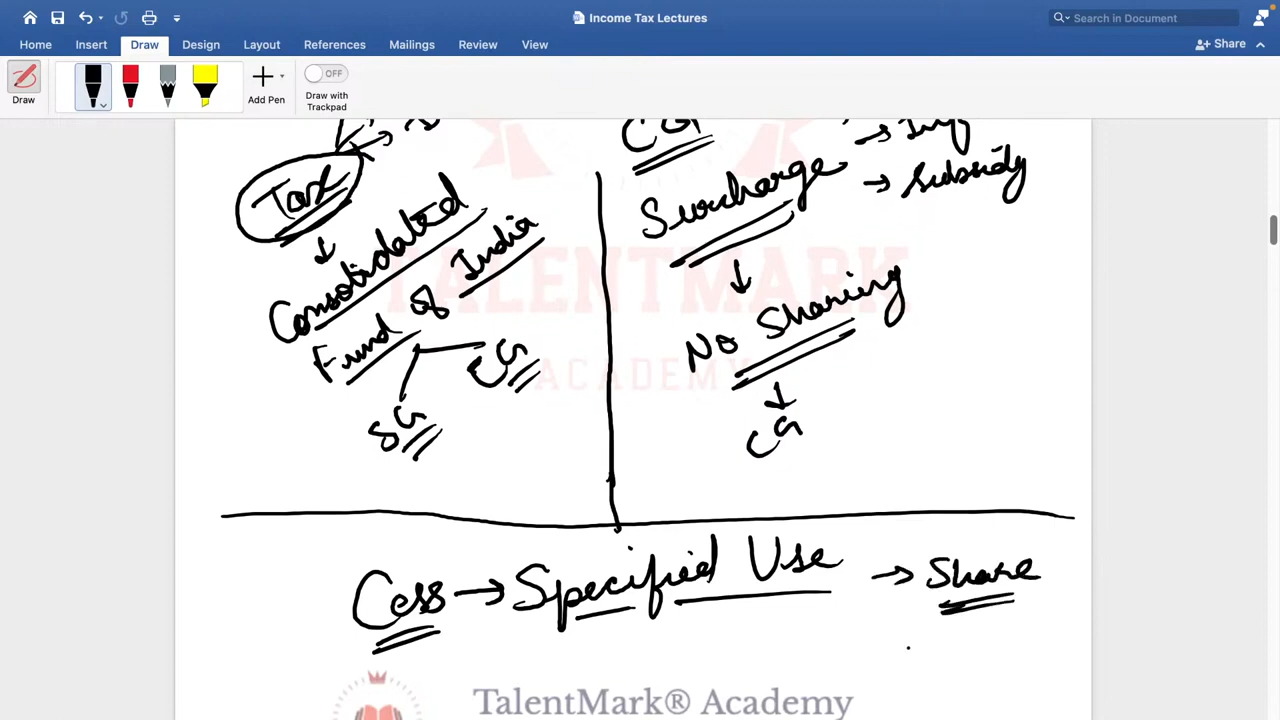 Income Tax Lectures
Search in Document
Home Insert Draw Design Layout References Mailings Review View
Share
Draw
Add Pen
OFF
Draw with
Trackpad
Tax
Consolidated
Fund of India
SG CG
CG
Surcharge
→ Subsidy
No Sharing
CG
Cess → Specified Use → Share
TALENTMARK
ACADEMY
TalentMark® Academy